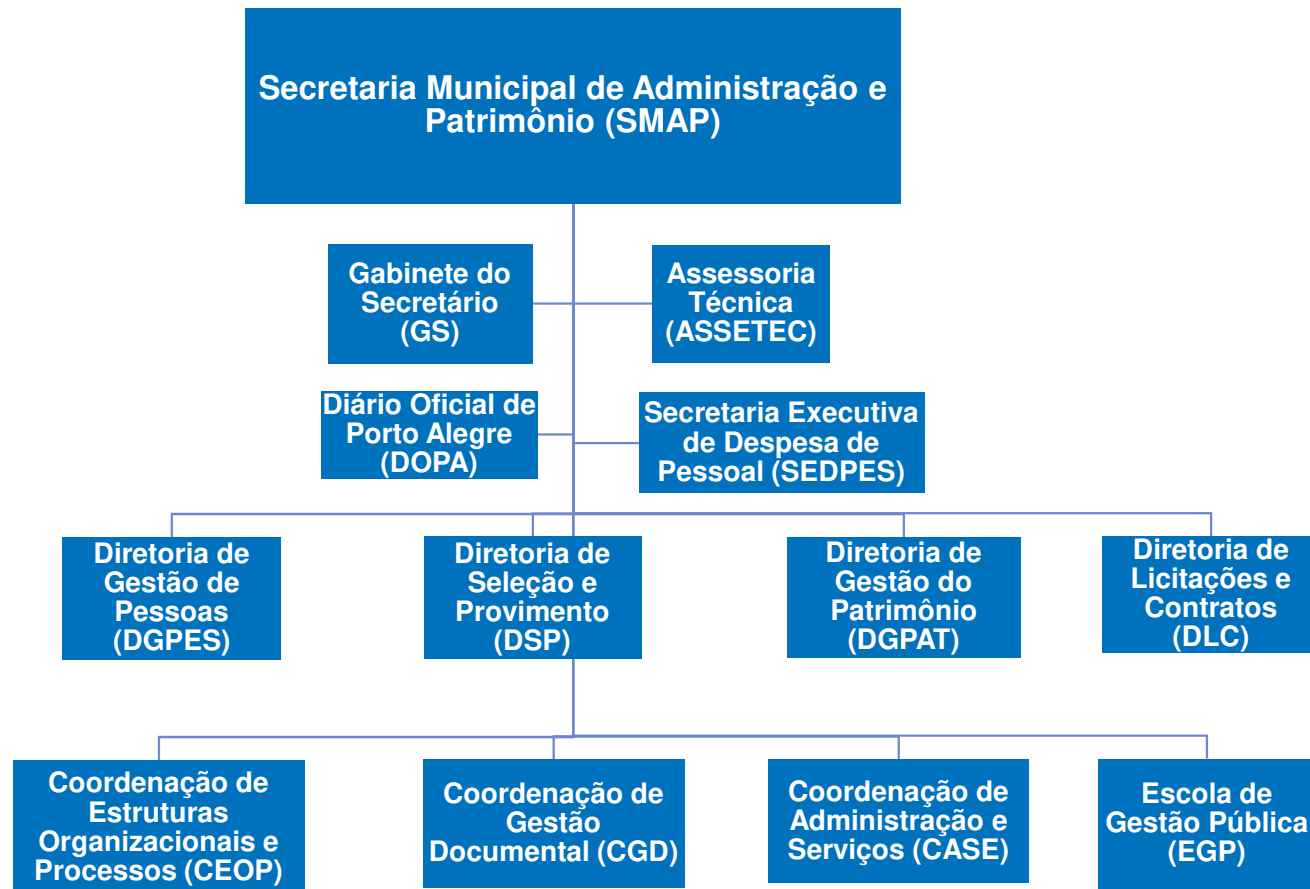 Secretaria Municipal de Administração e
Patrimônio (SMAP)
Gabinete do
Secretário
(GS)
Assessoria
Técnica
(ASSETEC)
Diário Oficial de
Porto Alegre
(DOPA)
Secretaria Executiva
de Despesa de
Pessoal (SEDPES)
Diretoria de
Gestão de
Pessoas
(DGPES)
Diretoria de
Seleção e
Provimento
(DSP)
Diretoria de
Gestão do
Patrimônio
(DGPAT)
Diretoria de
Licitações e
Contratos
(DLC)
Coordenação de
Estruturas
Organizacionais e
Processos (CEOP)
Coordenação de
Gestão
Documental (CGD)
Coordenação de
Administração e
Serviços (CASE)
Escola de
Gestão Pública
(EGP)